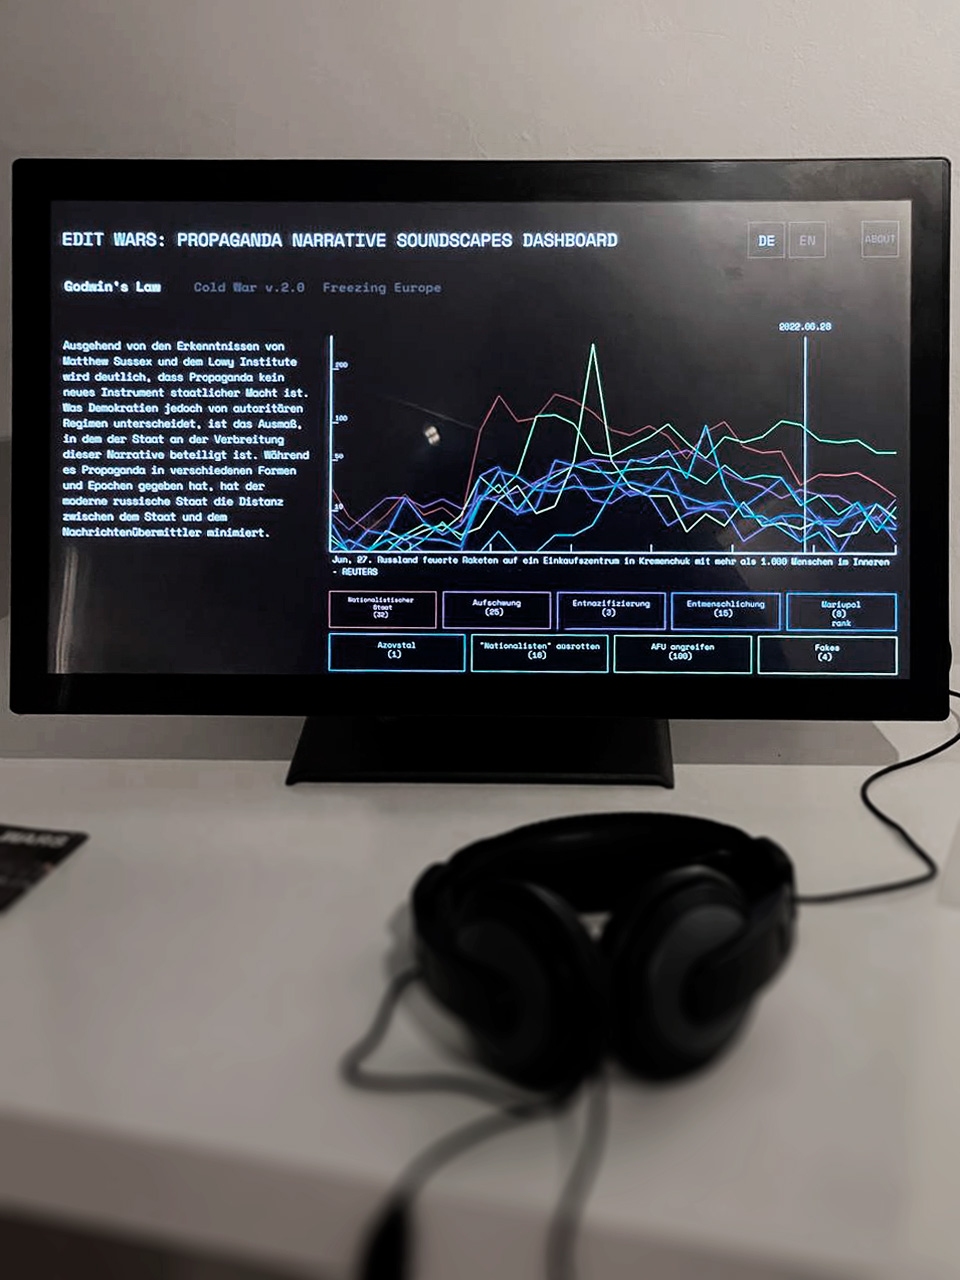 EDIT WARS: PROPAGANDA NARRATIVE SOUNDSCAPES DASHBOARD
DE EN ABOUT
Godwin's Law Cold War v.2.0 Freezing Europe
Ausgehend von den Erkenntnissen von
Matthew Sussex und dem Lowy Institute
wird deutlich, dass Propaganda kein
neues Instrument staatlicher Macht ist.
Was Demokratien jedoch von autoritären
Regimen unterscheidet, ist das Ausmaß,
in dem der Staat an der Verbreitung
dieser Narrative beteiligt ist. Während
es Propaganda in verschiedenen Formen
und Epochen gegeben hat, hat der
moderne russische Staat die Distanz
zwischen dem Staat und dem
Nachrichtenübermittler minimiert.
2022.06.28
200
100
50
10
Jun, 27. Russland feuerte Raketen auf ein Einkaufszentrum in Kremenchuk mit mehr als 1.000 Menschen im Inneren
- REUTERS
Nationalistischer
Staat
(32)
Aufschwung
(25)
Entnazifizierung
(3)
Entmenschlichung
(15)
Mariupol
(8)
rank
Azovstal
(1)
"Nationalisten" ausrotten
(16)
AFU angreifen
(100)
Fakes
(4)
WARS